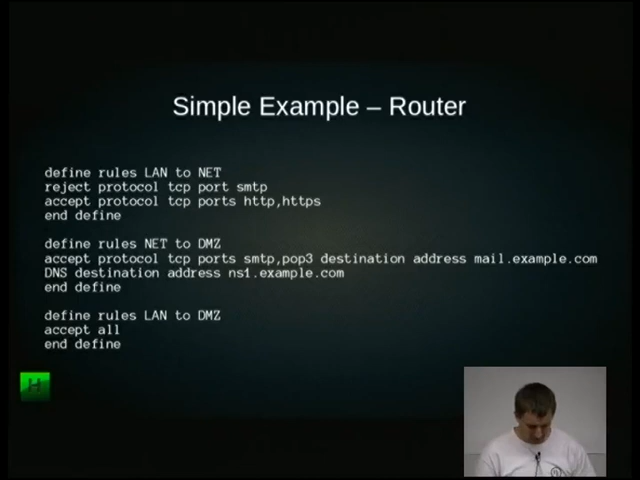 Simple Example – Router
define rules LAN to NET
reject protocol tcp port smtp
accept protocol tcp ports http,https
end define
define rules NET to DMZ
accept protocol tcp ports smtp,pop3 destination address mail.example.com
DNS destination address ns1.example.com
end define
define rules LAN to DMZ
accept all
end define
H